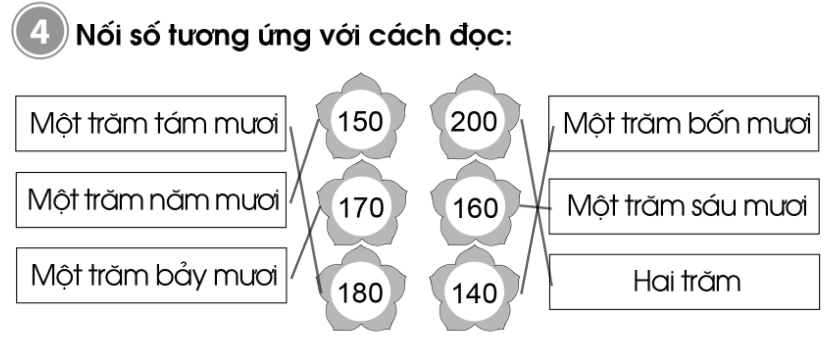 4 Nối số tương ứng với cách đọc:
Một trăm tám mươi 150 200 Một trăm bốn mươi
Một trăm năm mươi 170 160 Một trăm sáu mươi
Một trăm bảy mươi 180 140 Hai trăm